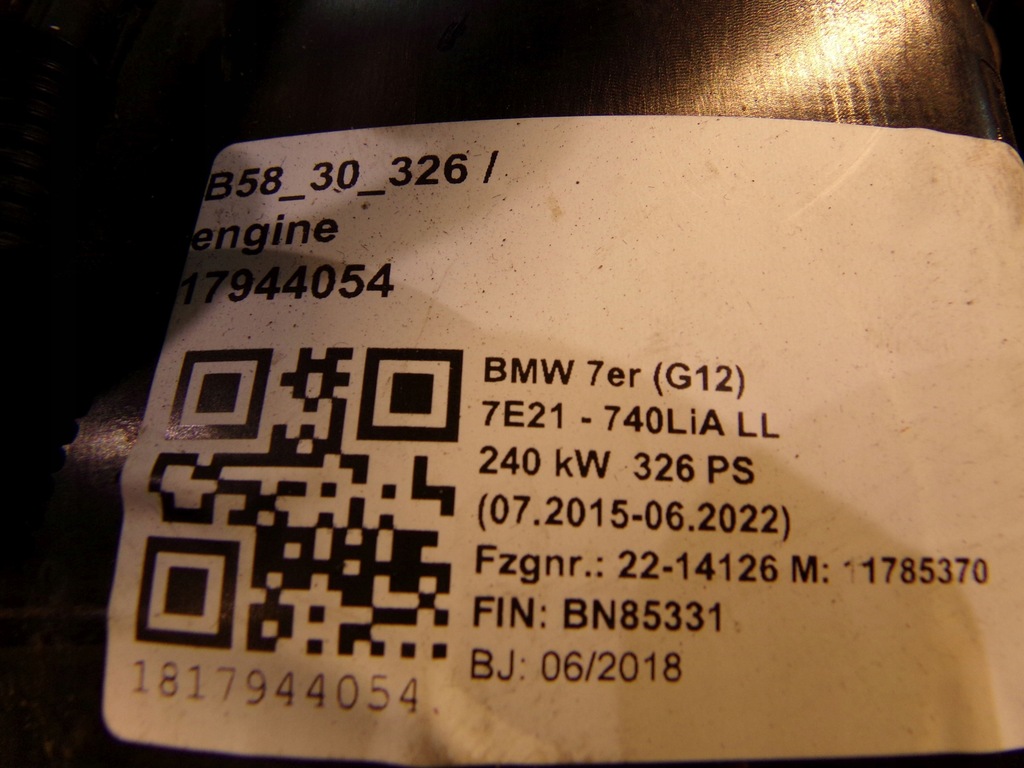 B58_30_326 /
engine
17944054
BMW 7er (G12)
7E21 - 740LiA LL
240 kW 326 PS
(07.2015-06.2022)
Fzgnr.: 22-14126 M: 11785370
FIN: BN85331
BJ: 06/2018
1817944054